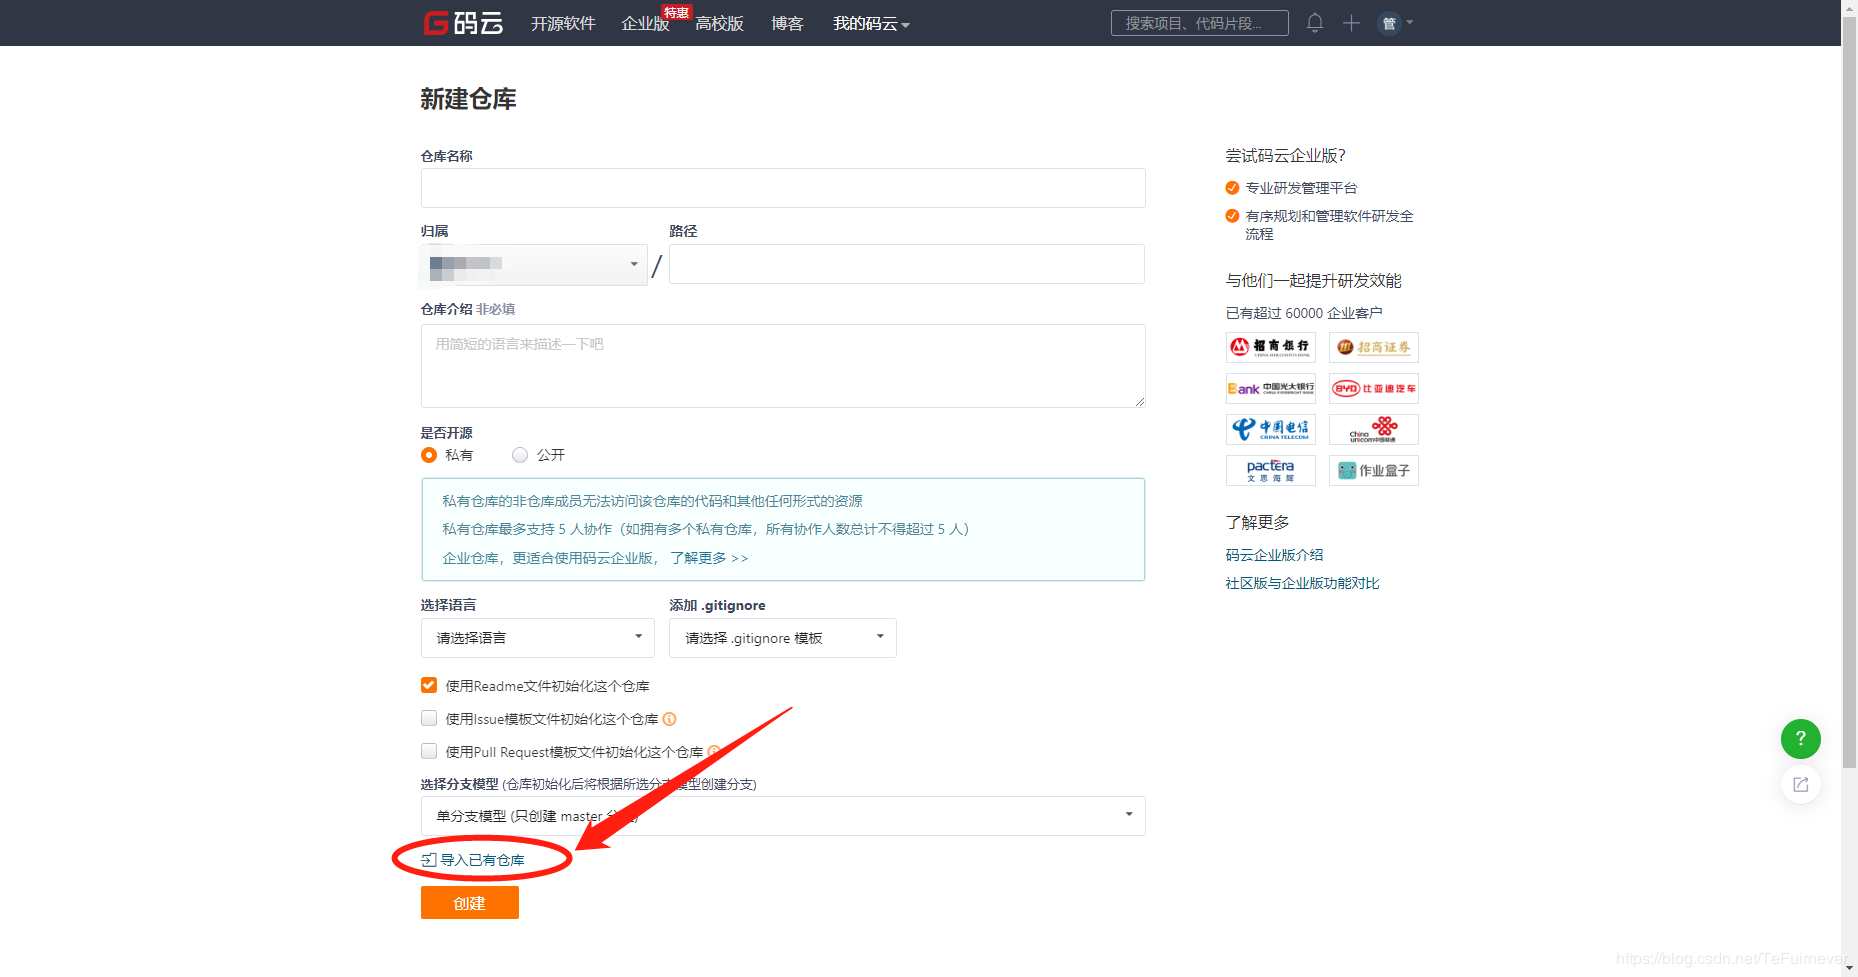 码云
开源软件
企业版
特惠
高校版
博客
我的码云
搜索项目、代码片段...
管
新建仓库
仓库名称
归属
路径
/
仓库介绍 非必填
用简短的语言来描述一下吧
是否开源
私有
公开
私有仓库的非仓库成员无法访问该仓库的代码和其他任何形式的资源
私有仓库最多支持 5 人协作（如拥有多个私有仓库，所有协作人数总计不得超过 5 人）
企业仓库，更适合使用码云企业版， 了解更多 >>
选择语言
添加 .gitignore
请选择语言
请选择 .gitignore 模板
使用Readme文件初始化这个仓库
使用Issue模板文件初始化这个仓库
使用Pull Request模板文件初始化这个仓库
选择分支模型 (仓库初始化后将根据所选分支模型创建分支)
单分支模型 (只创建 master 分
导入已有仓库
创建
尝试码云企业版？
专业研发管理平台
有序规划和管理软件研发全
流程
与他们一起提升研发效能
已有超过 60000 企业客户
招商银行
CHINA MERCHANTS BANK
招商证券
Bank 中国光大银行
CHINA EVERBRIGHT BANK
BYD 比亚迪汽车
中国电信
CHINA TELECOM
China
unicom中国联通
pactera
文思海辉
作业盒子
了解更多
码云企业版介绍
社区版与企业版功能对比
?
https://blog.csdn.net/TeFuirnever